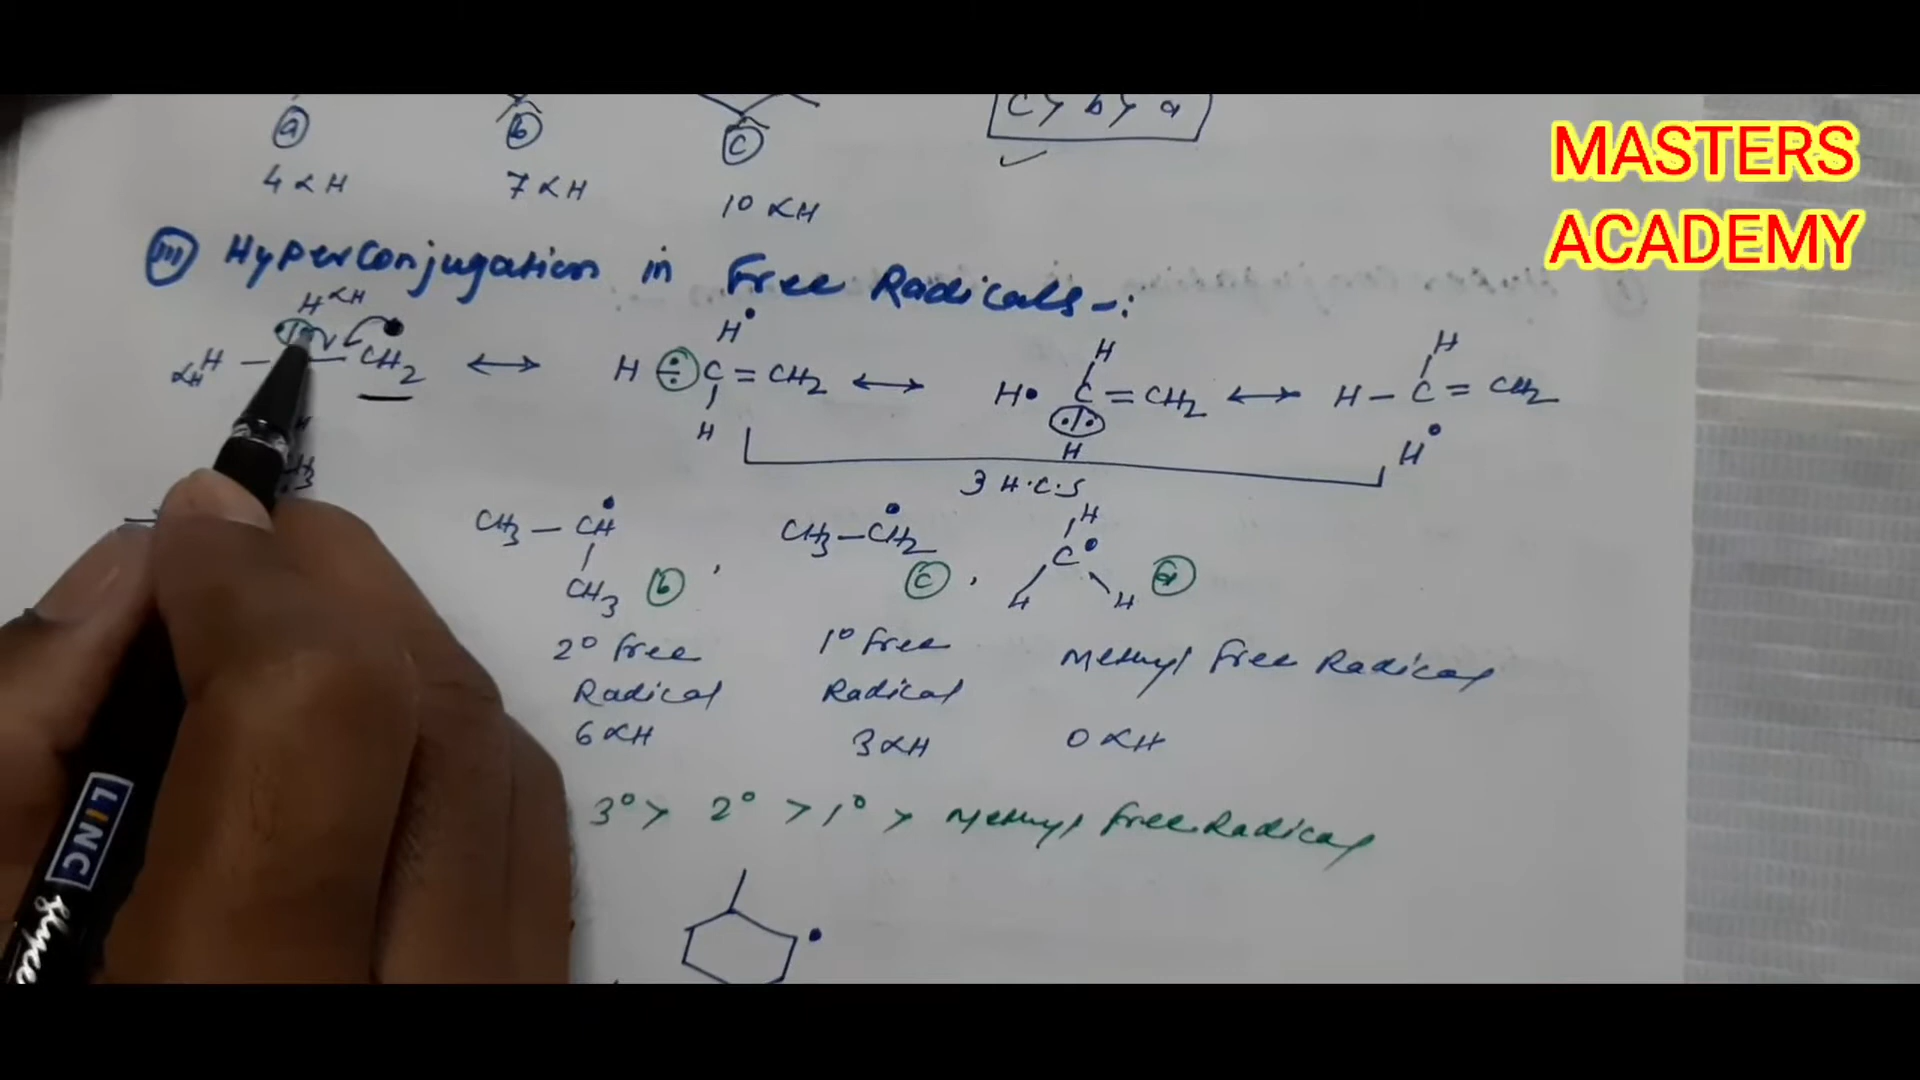 C > b > a
a b c
4 αH 7 αH 10 αH
MASTERS
ACADEMY
III Hyperconjugation in Free Radicals -:
H αH
αH H — CH2 ↔ H C = CH2 ↔ H• C = CH2 ↔ H — C = CH2
H•
H
H
H
H
H•
3 H.C.S
CH3 — CH• CH3 b , CH3 — CH2• c , H C• H H a
2° free Radical 1° free Radical Methyl Free Radical
6 αH 3 αH 0 αH
3° > 2° > 1° > Methyl free Radical
LINC
glycer